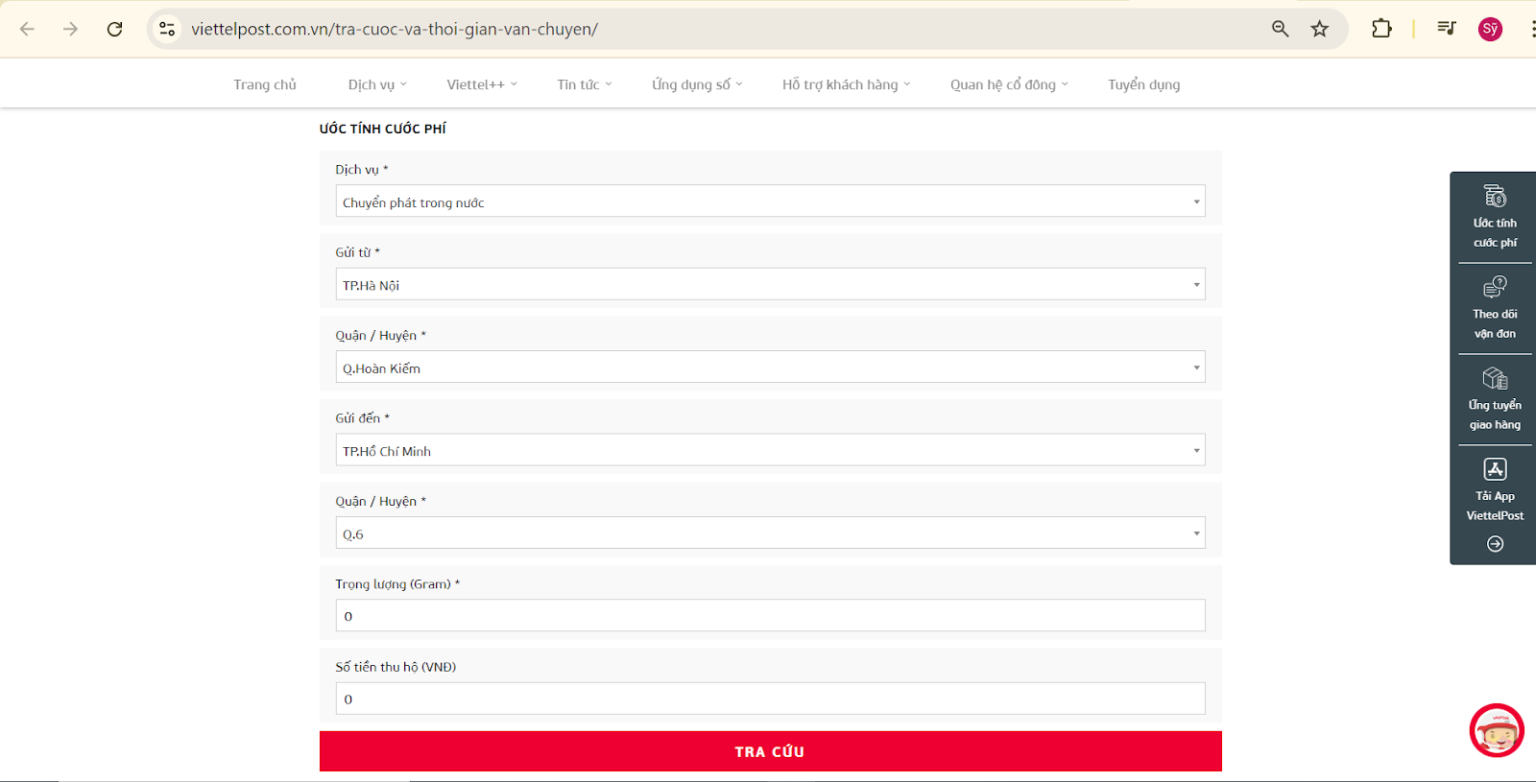 viettelpost.com.vn/tra-cuoc-va-thoi-gian-van-chuyen/
Sỹ
Trang chủ Dịch vụ Viettel++ Tin tức Ứng dụng số Hỗ trợ khách hàng Quan hệ cổ đông Tuyển dụng
ƯỚC TÍNH CƯỚC PHÍ
Dịch vụ *
Chuyển phát trong nước
Gửi từ *
TP.Hà Nội
Quận / Huyện *
Q.Hoàn Kiếm
Gửi đến *
TP.Hồ Chí Minh
Quận / Huyện *
Q.6
Trọng lượng (Gram) *
0
Số tiền thu hộ (VNĐ)
0
TRA CỨU
Ước tính
cước phí
Theo dõi
vận đơn
Ứng tuyển
giao hàng
Tải App
ViettelPost